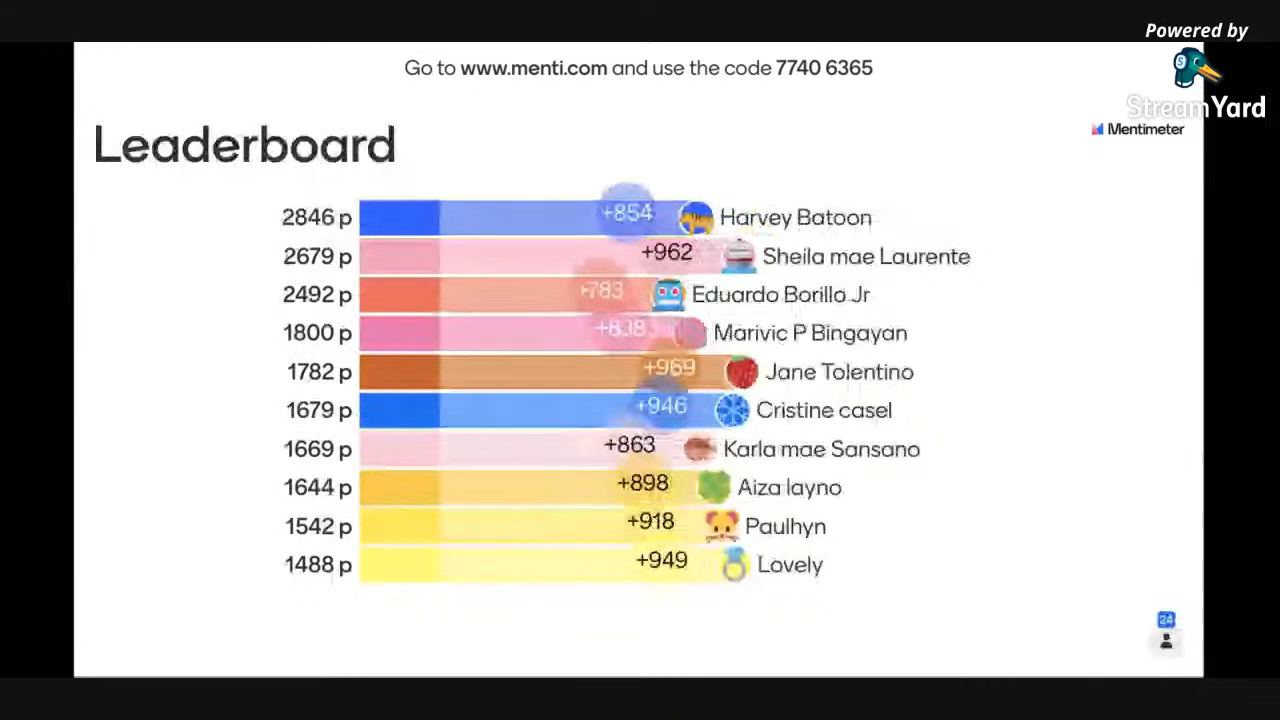 Powered by
StreamYard
Go to www.menti.com and use the code 7740 6365
Mentimeter
Leaderboard
2846 p +854 Harvey Batoon
2679 p +962 Sheila mae Laurente
2492 p +783 Eduardo Borillo Jr
1800 p +838 Marivic P Bingayan
1782 p +969 Jane Tolentino
1679 p +946 Cristine casel
1669 p +863 Karla mae Sansano
1644 p +898 Aiza layno
1542 p +918 Paulhyn
1488 p +949 Lovely
24